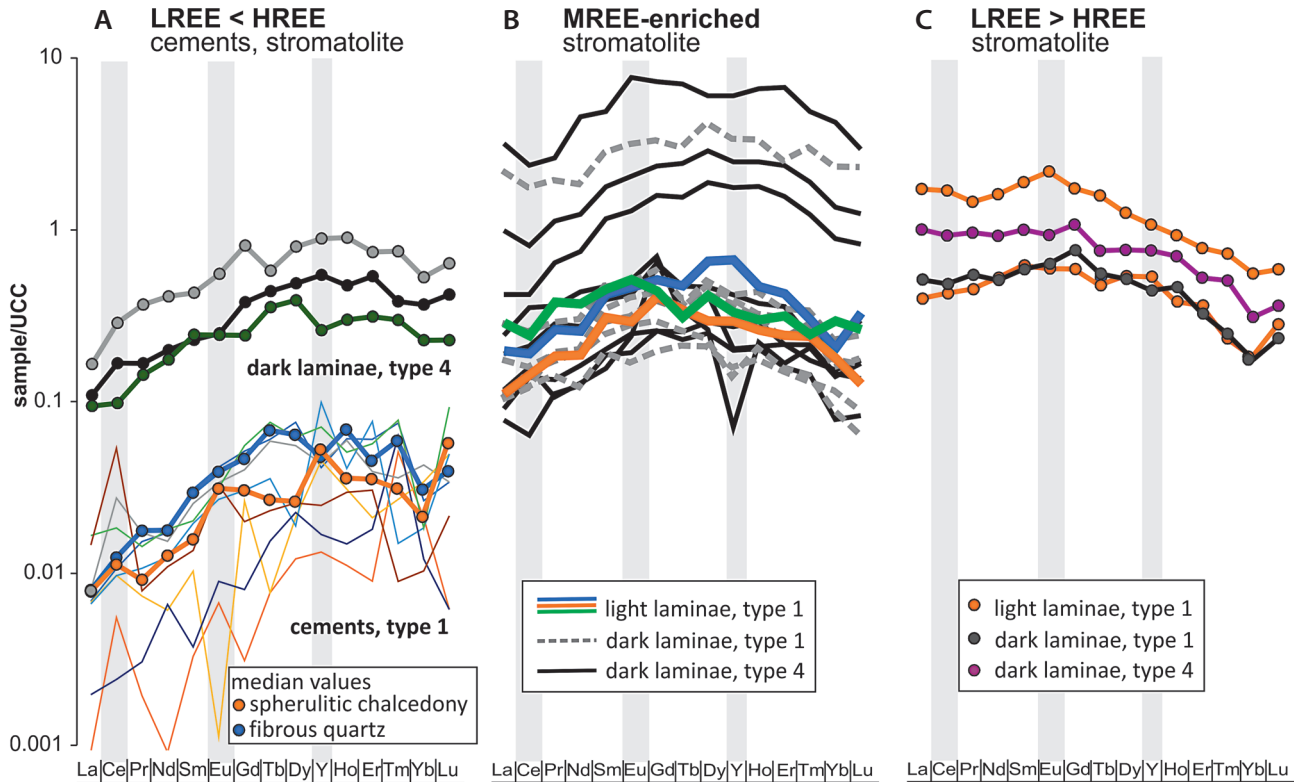 A LREE < HREE
cements, stromatolite
B MREE-enriched
stromatolite
C LREE > HREE
stromatolite
10
1
0.1
0.01
0.001
sample/UCC
dark laminae, type 4
cements, type 1
median values
spherulitic chalcedony
fibrous quartz
light laminae, type 1
dark laminae, type 1
dark laminae, type 4
light laminae, type 1
dark laminae, type 1
dark laminae, type 4
La|Ce|Pr|Nd|Sm|Eu|Gd|Tb|Dy|Y|Ho|Er|Tm|Yb|Lu
La|Ce|Pr|Nd|Sm|Eu|Gd|Tb|Dy|Y|Ho|Er|Tm|Yb|Lu
La|Ce|Pr|Nd|Sm|Eu|Gd|Tb|Dy|Y|Ho|Er|Tm|Yb|Lu